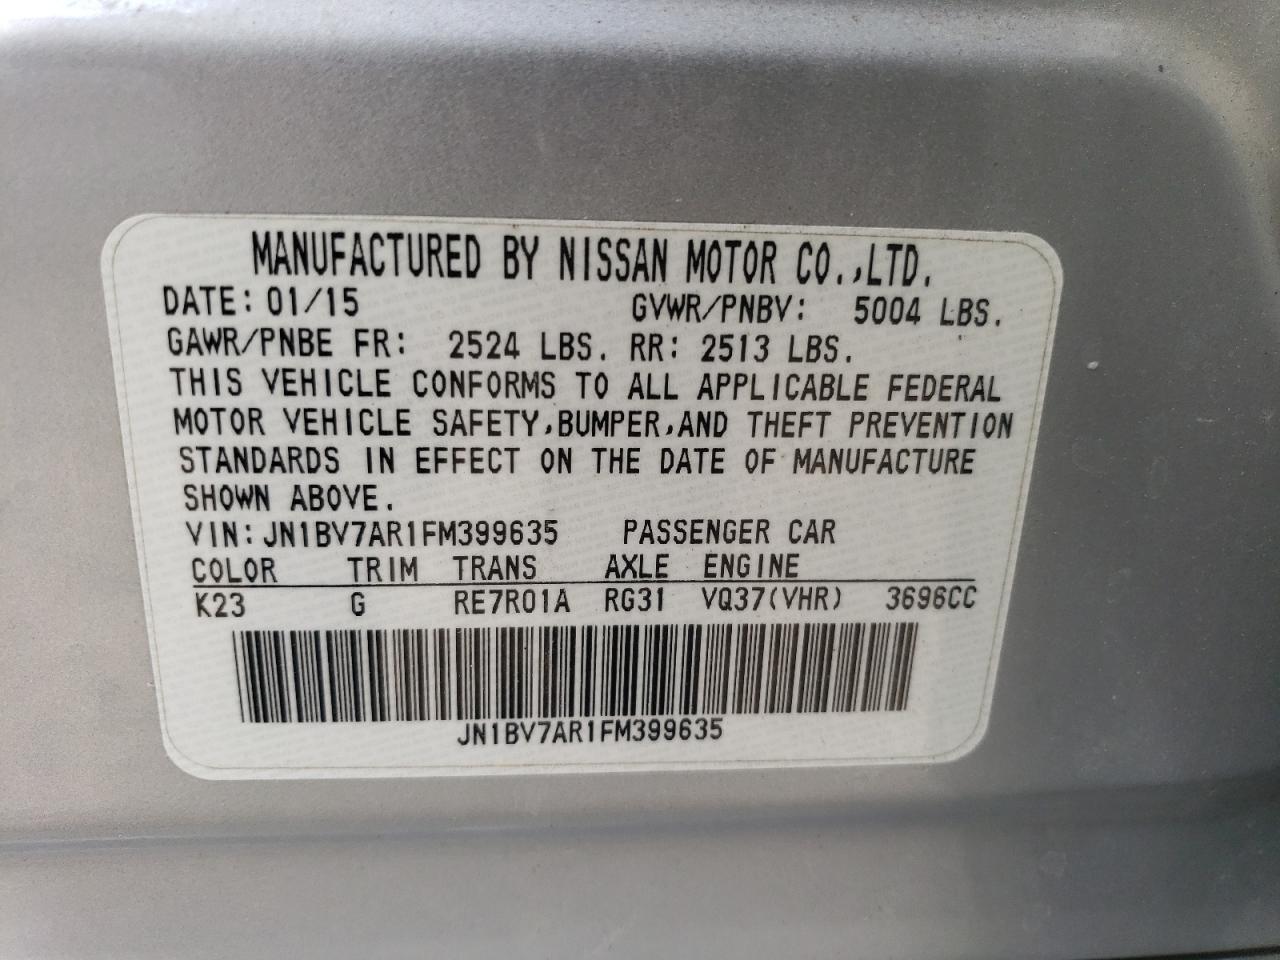 MANUFACTURED BY NISSAN MOTOR CO.,LTD.
DATE: 01/15 GVWR/PNBV: 5004 LBS.
GAWR/PNBE FR: 2524 LBS. RR: 2513 LBS.
THIS VEHICLE CONFORMS TO ALL APPLICABLE FEDERAL
MOTOR VEHICLE SAFETY,BUMPER,AND THEFT PREVENTION
STANDARDS IN EFFECT ON THE DATE OF MANUFACTURE
SHOWN ABOVE.
VIN: JN1BV7AR1FM399635 PASSENGER CAR
COLOR TRIM TRANS AXLE ENGINE
K23 G RE7R01A RG31 VQ37(VHR) 3696CC
JN1BV7AR1FM399635